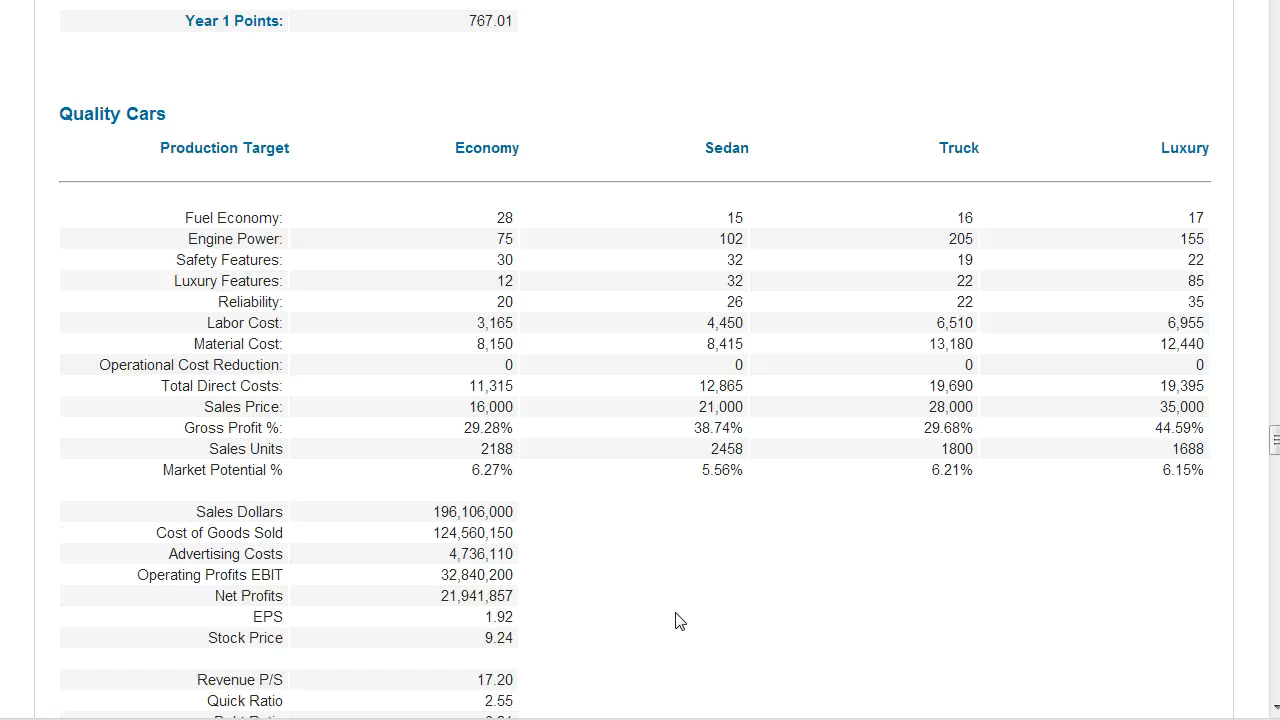 Year 1 Points: 767.01
Quality Cars
Production Target Economy Sedan Truck Luxury
Fuel Economy: 28 15 16 17
Engine Power: 75 102 205 155
Safety Features: 30 32 19 22
Luxury Features: 12 32 22 85
Reliability: 20 26 22 35
Labor Cost: 3,165 4,450 6,510 6,955
Material Cost: 8,150 8,415 13,180 12,440
Operational Cost Reduction: 0 0 0 0
Total Direct Costs: 11,315 12,865 19,690 19,395
Sales Price: 16,000 21,000 28,000 35,000
Gross Profit %: 29.28% 38.74% 29.68% 44.59%
Sales Units 2188 2458 1800 1688
Market Potential % 6.27% 5.56% 6.21% 6.15%
Sales Dollars 196,106,000
Cost of Goods Sold 124,560,150
Advertising Costs 4,736,110
Operating Profits EBIT 32,840,200
Net Profits 21,941,857
EPS 1.92
Stock Price 9.24
Revenue P/S 17.20
Quick Ratio 2.55